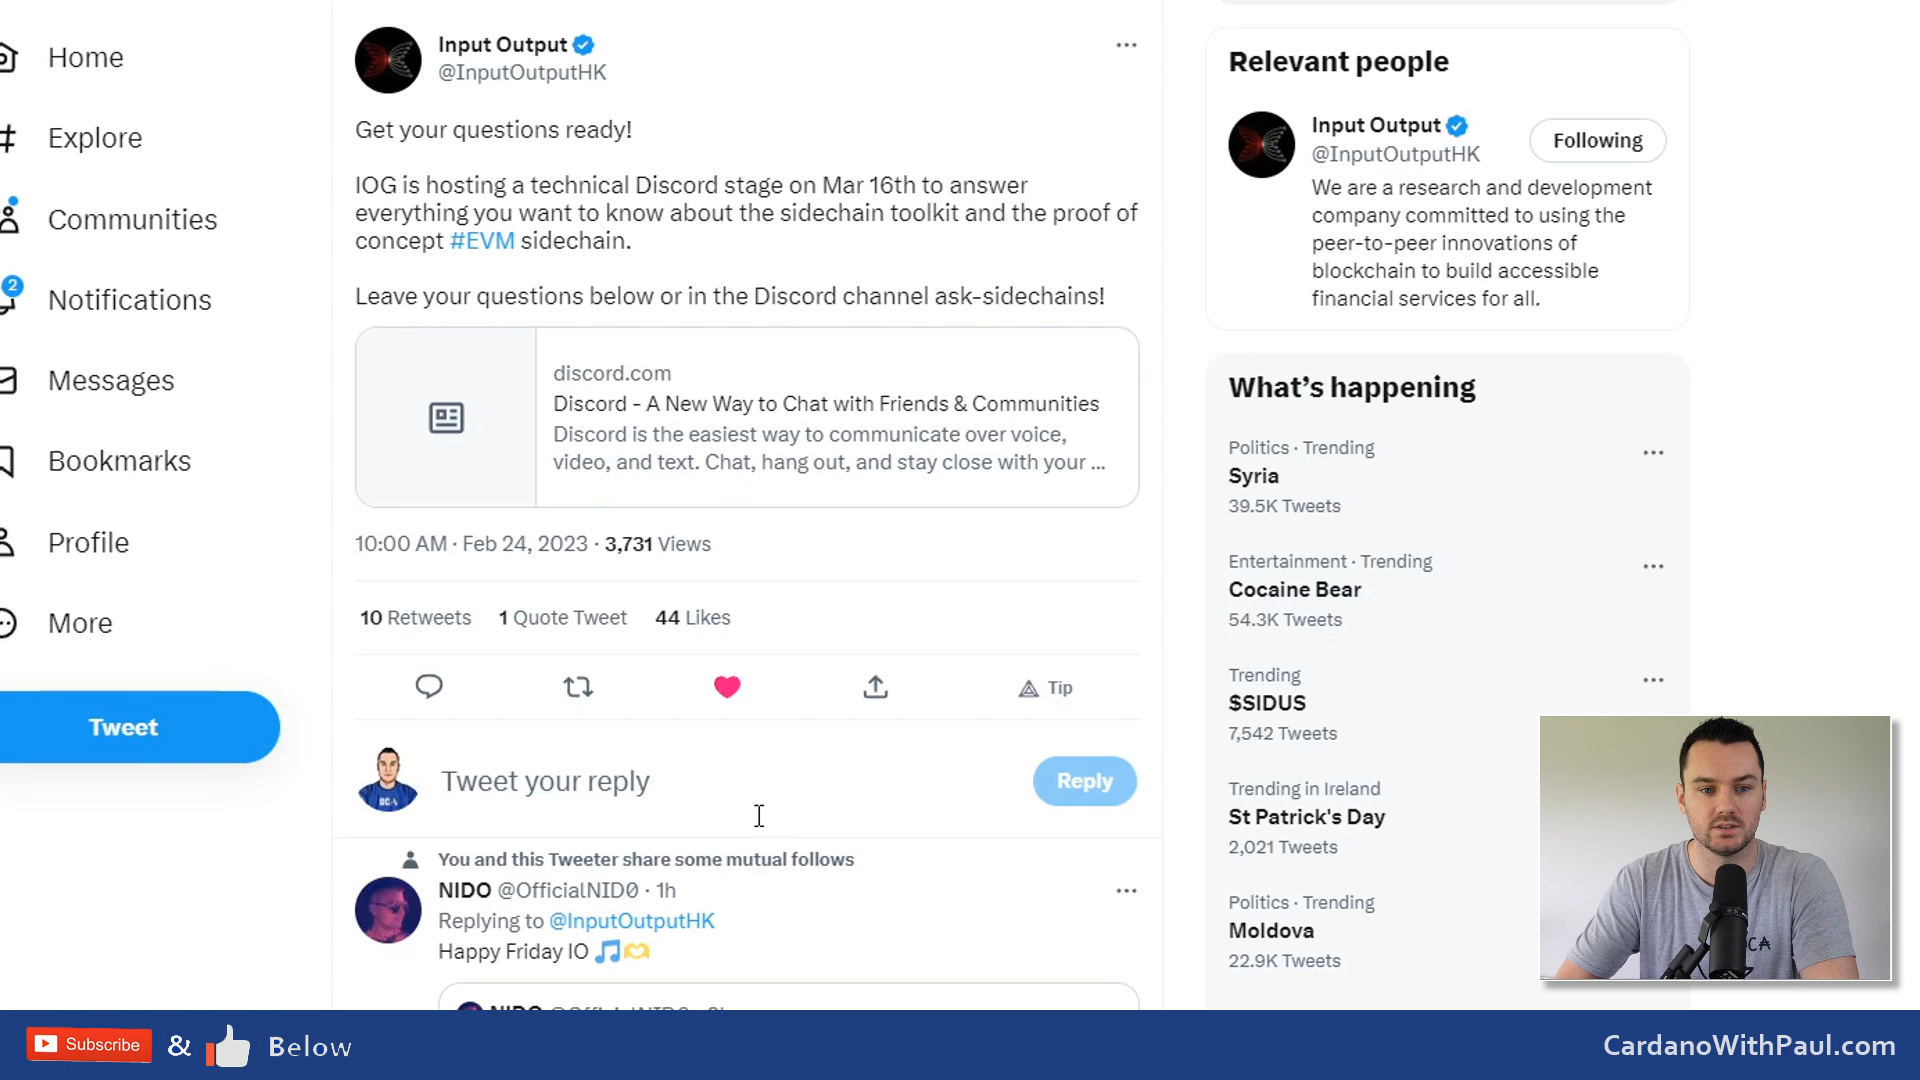 Home
Explore
Communities
2
Notifications
Messages
Bookmarks
Profile
More
Tweet
Input Output
@InputOutputHK
Get your questions ready!
IOG is hosting a technical Discord stage on Mar 16th to answer
everything you want to know about the sidechain toolkit and the proof of
concept #EVM sidechain.
Leave your questions below or in the Discord channel ask-sidechains!
discord.com
Discord - A New Way to Chat with Friends & Communities
Discord is the easiest way to communicate over voice,
video, and text. Chat, hang out, and stay close with your ...
10:00 AM · Feb 24, 2023 · 3,731 Views
10 Retweets 1 Quote Tweet 44 Likes
Tip
Tweet your reply
Reply
You and this Tweeter share some mutual follows
NIDO @OfficialNID0 · 1h
Replying to @InputOutputHK
Happy Friday IO 🎵🫶
Relevant people
Input Output
@InputOutputHK
Following
We are a research and development
company committed to using the
peer-to-peer innovations of
blockchain to build accessible
financial services for all.
What's happening
Politics · Trending
Syria
39.5K Tweets
Entertainment · Trending
Cocaine Bear
54.3K Tweets
Trending
$SIDUS
7,542 Tweets
Trending in Ireland
St Patrick's Day
2,021 Tweets
Politics · Trending
Moldova
22.9K Tweets
Subscribe & Below
CardanoWithPaul.com